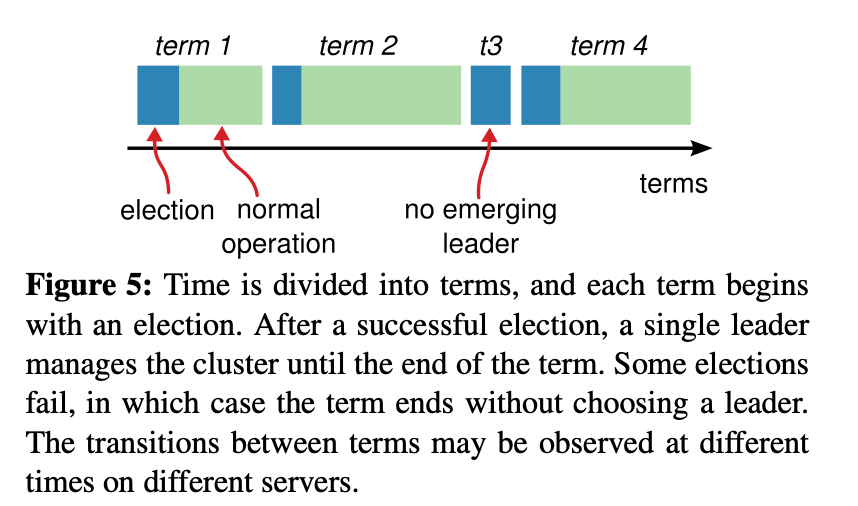 term 1 term 2 t3 term 4
terms
election normal operation no emerging leader
Figure 5: Time is divided into terms, and each term begins
with an election. After a successful election, a single leader
manages the cluster until the end of the term. Some elections
fail, in which case the term ends without choosing a leader.
The transitions between terms may be observed at different
times on different servers.